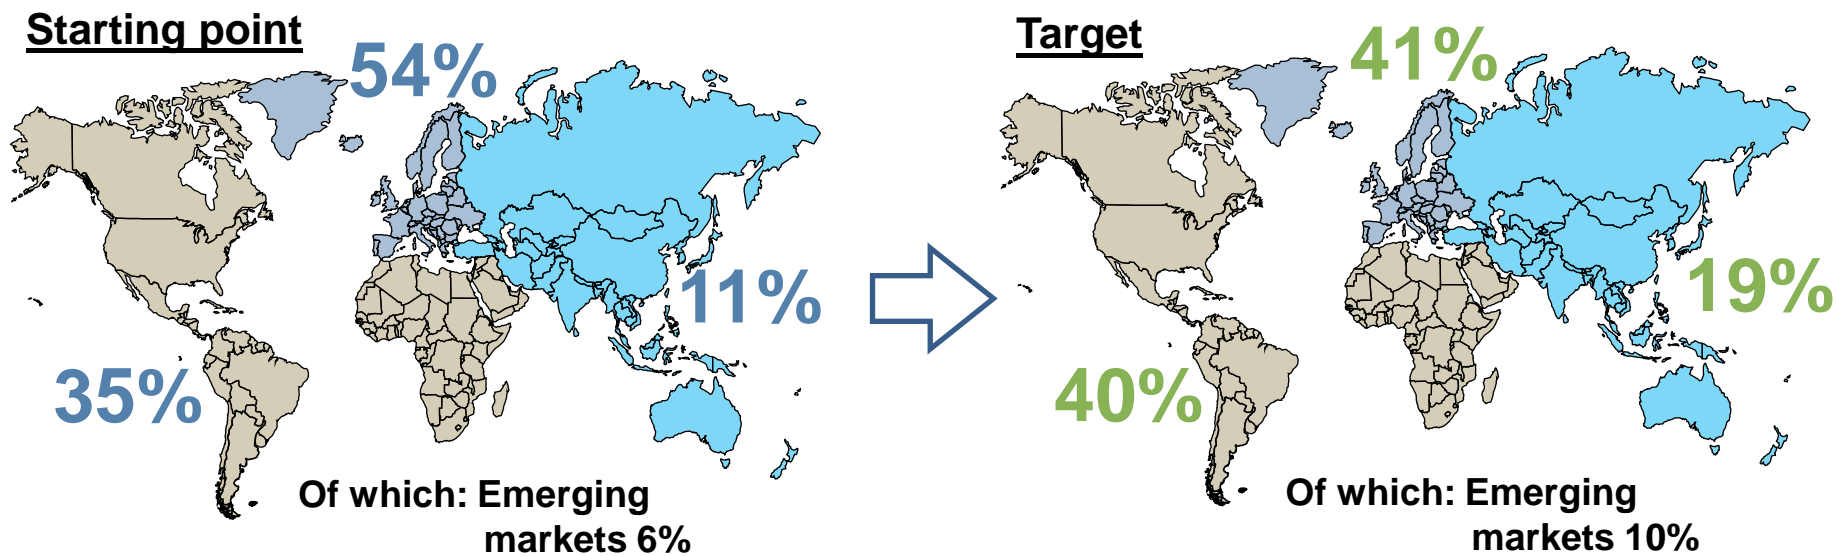 Starting point
54%
11%
35%
Of which: Emerging
markets 6%
Target
41%
19%
40%
Of which: Emerging
markets 10%